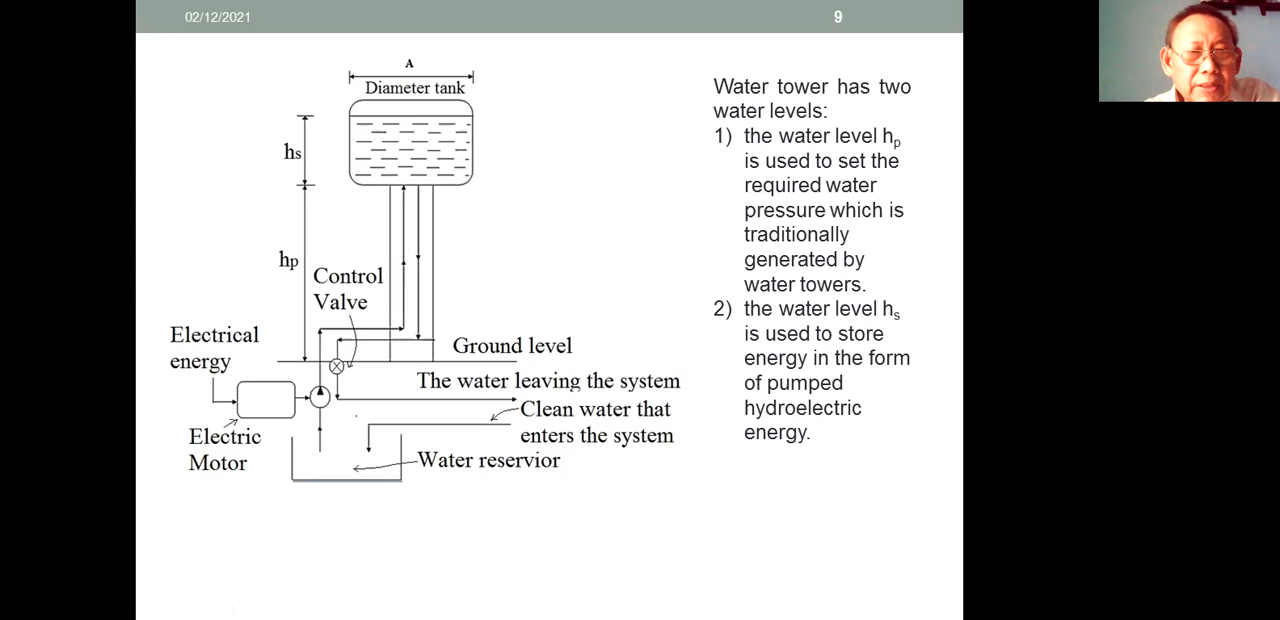 02/12/2021
9
A
Diameter tank
hs
hp
Control
Valve
Electrical
energy
Ground level
The water leaving the system
Clean water that
enters the system
Electric
Motor
Water reservior
Water tower has two
water levels:
1) the water level hp
is used to set the
required water
pressure which is
traditionally
generated by
water towers.
2) the water level hs
is used to store
energy in the form
of pumped
hydroelectric
energy.